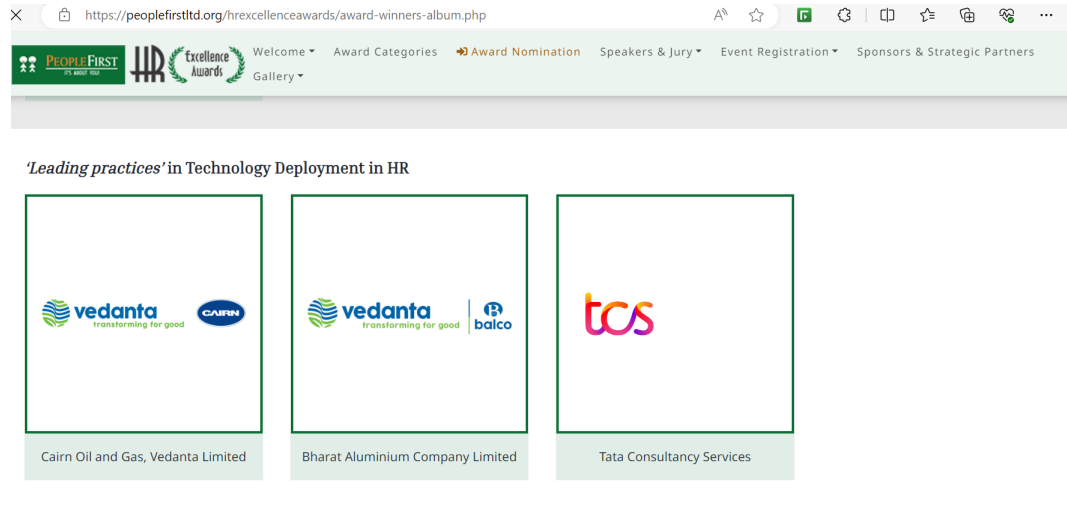 https://peoplefirstltd.org/hrexcellenceawards/award-winners-album.php
PEOPLE FIRST
IT'S ABOUT YOU!
HR Excellence Awards
Welcome Award Categories Award Nomination Speakers & Jury Event Registration Sponsors & Strategic Partners
Gallery
'Leading practices' in Technology Deployment in HR
vedanta
transforming for good
CAIRN
vedanta
transforming for good
balco
tcs
Cairn Oil and Gas, Vedanta Limited
Bharat Aluminium Company Limited
Tata Consultancy Services